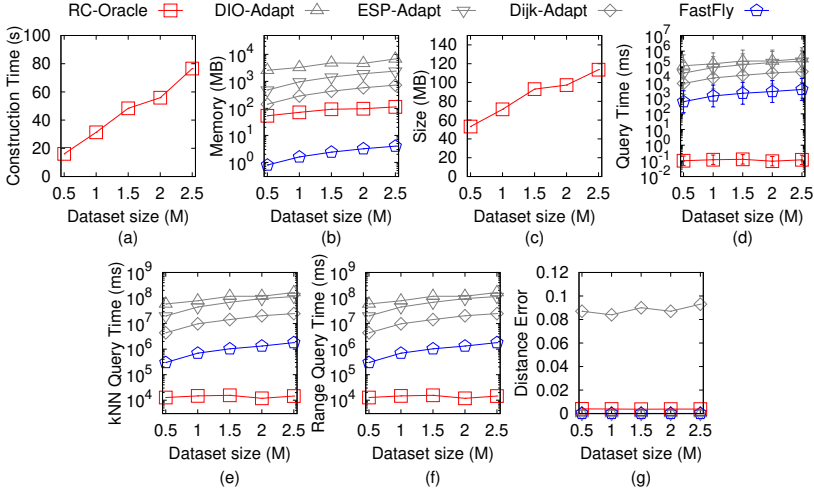 RC-Oracle DIO-Adapt ESP-Adapt Dijk-Adapt FastFly
Construction Time (s)
100
80
60
40
20
0
0.5 1 1.5 2 2.5
Dataset size (M)
(a)
Memory (MB)
10^4
10^3
10^2
10^1
10^0
0.5 1 1.5 2 2.5
Dataset size (M)
(b)
Size (MB)
140
120
100
80
60
40
20
0
0.5 1 1.5 2 2.5
Dataset size (M)
(c)
Query Time (ms)
10^7
10^6
10^5
10^4
10^3
10^2
10^1
10^0
10^-1
10^-2
0.5 1 1.5 2 2.5
Dataset size (M)
(d)
kNN Query Time (ms)
10^9
10^8
10^7
10^6
10^5
10^4
0.5 1 1.5 2 2.5
Dataset size (M)
(e)
Range Query Time (ms)
10^9
10^8
10^7
10^6
10^5
10^4
0.5 1 1.5 2 2.5
Dataset size (M)
(f)
Distance Error
0.12
0.1
0.08
0.06
0.04
0.02
0
0.5 1 1.5 2 2.5
Dataset size (M)
(g)